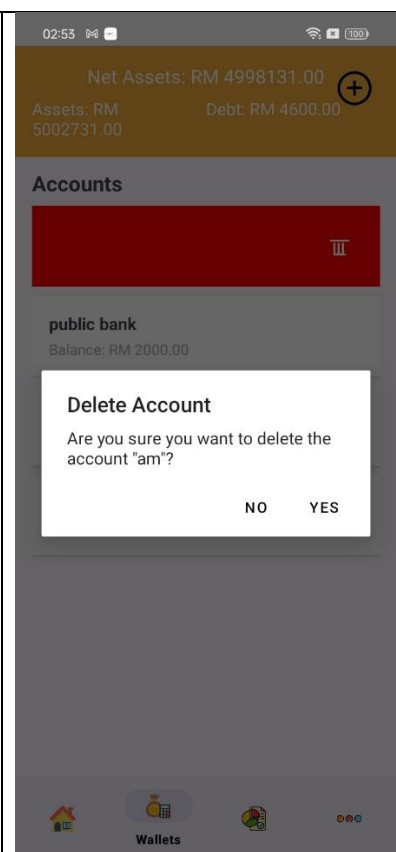 02:53
100
Net Assets: RM 4998131.00
Assets: RM
5002731.00
Debt: RM 4600.00
Accounts
public bank
Balance: RM 2000.00
Delete Account
Are you sure you want to delete the
account "am"?
NO YES
Wallets